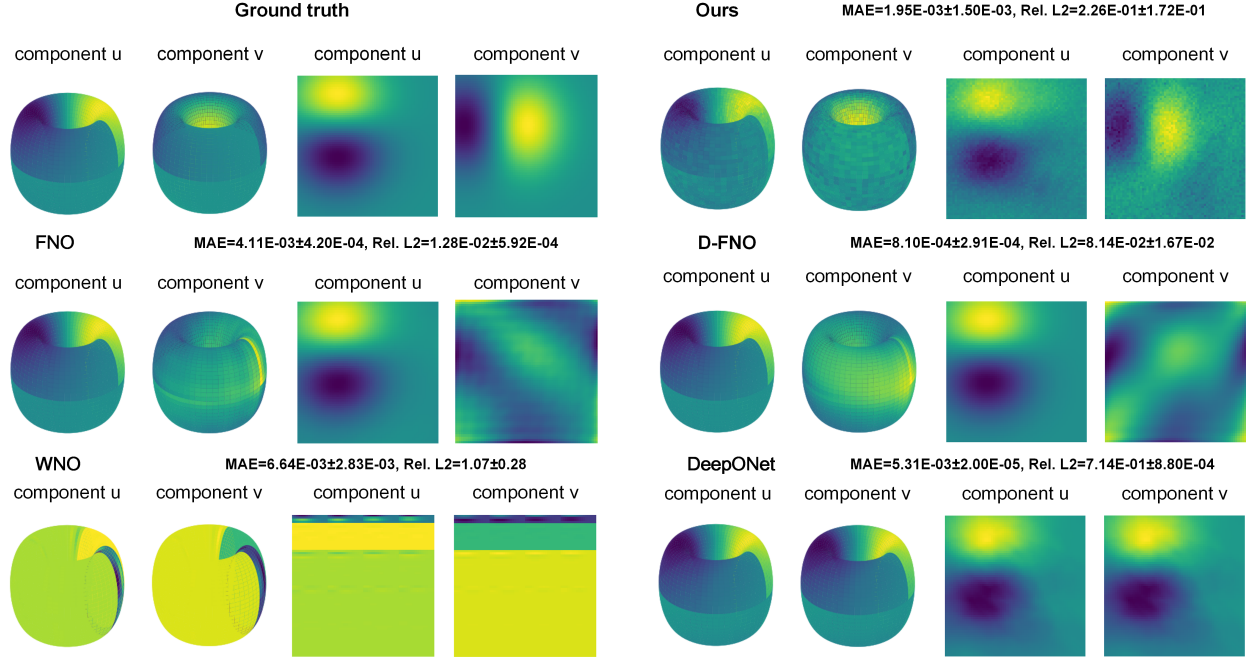 Ground truth
Ours MAE=1.95E-03±1.50E-03, Rel. L2=2.26E-01±1.72E-01
component u component v component u component v
component u component v component u component v
FNO MAE=4.11E-03±4.20E-04, Rel. L2=1.28E-02±5.92E-04
D-FNO MAE=8.10E-04±2.91E-04, Rel. L2=8.14E-02±1.67E-02
component u component v component u component v
component u component v component u component v
WNO MAE=6.64E-03±2.83E-03, Rel. L2=1.07±0.28
DeepONet MAE=5.31E-03±2.00E-05, Rel. L2=7.14E-01±8.80E-04
component u component v component u component v
component u component v component u component v